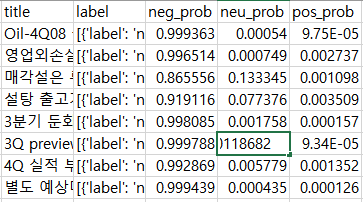 title label neg_prob neu_prob pos_prob
Oil-4Q08 [{'label': 'n 0.999363 0.00054 9.75E-05
영업외손실 [{'label': 'n 0.996514 0.000749 0.002737
매각설은 [{'label': 'n 0.865556 0.133345 0.001098
설탕 출고가 [{'label': 'n 0.919116 0.077376 0.003509
3분기 둔화 [{'label': 'n 0.998085 0.001758 0.000157
3Q preview [{'label': 'n 0.999788 0118682 9.34E-05
4Q 실적 부 [{'label': 'n 0.992869 0.005779 0.001352
별도 예상 [{'label': 'n 0.999439 0.000435 0.000126